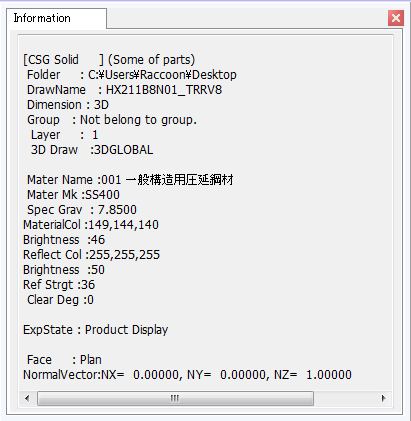 Information
[CSG Solid ] (Some of parts)
Folder : C:¥Users¥Raccoon¥Desktop
DrawName : HX211B8N01_TRRV8
Dimension : 3D
Group : Not belong to group.
Layer : 1
3D Draw :3DGLOBAL
Mater Name :001 一般構造用圧延鋼材
Mater Mk :SS400
Spec Grav : 7.8500
MaterialCol :149,144,140
Brightness :46
Reflect Col :255,255,255
Brightness :50
Ref Strgt :36
Clear Deg :0
ExpState : Product Display
Face : Plan
NormalVector:NX= 0.00000, NY= 0.00000, NZ= 1.00000